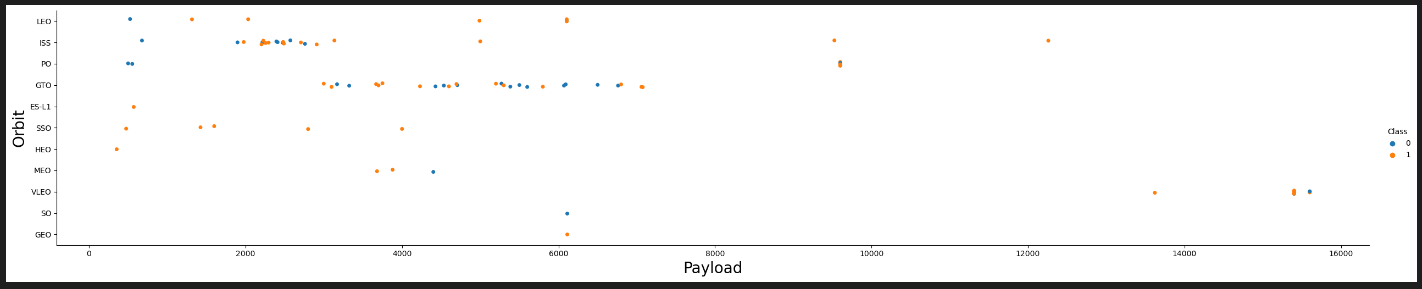 Orbit
LEO
ISS
PO
GTO
ES-L1
SSO
HEO
MEO
VLEO
SO
GEO
0 2000 4000 6000 8000 10000 12000 14000 16000
Payload
Class
0
1